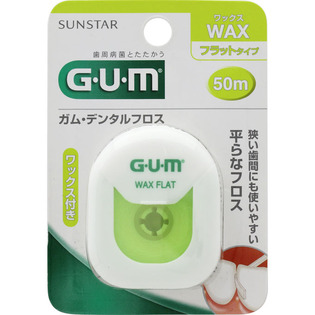 SUNSTAR
ワックス
WAX
フラットタイプ
歯周病菌とたたかう
G・U・M
50m
ガム・デンタルフロス
ワックス付き
狭い歯間にも使いやすい
平らなフロス
G・U・M
WAX FLAT